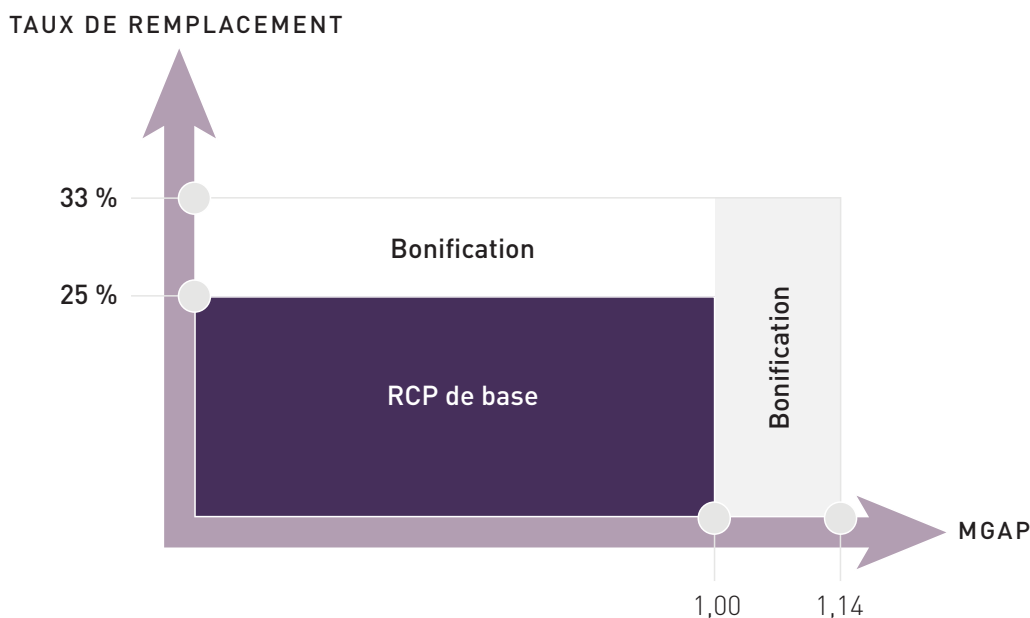 TAUX DE REMPLACEMENT
33 %
Bonification
25 %
Bonification
RCP de base
MGAP
1,00
1,14